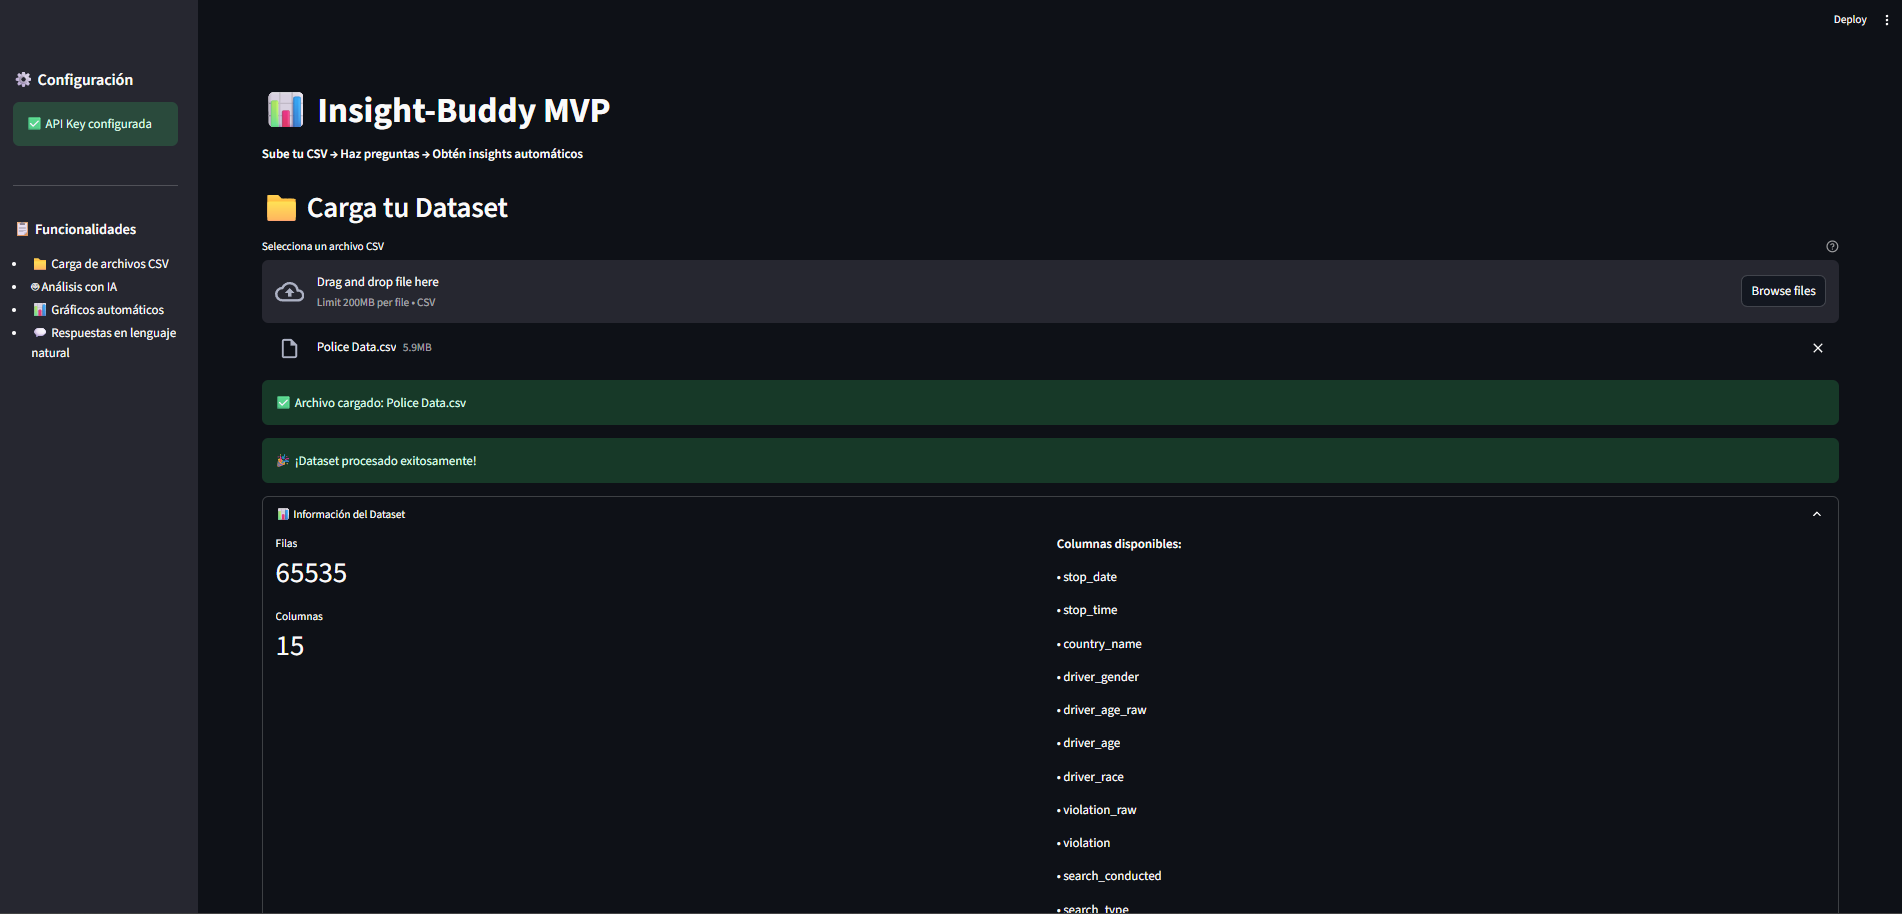 Deploy
Configuración
API Key configurada
Funcionalidades
• Carga de archivos CSV
• Análisis con IA
• Gráficos automáticos
• Respuestas en lenguaje
natural
Insight-Buddy MVP
Sube tu CSV → Haz preguntas → Obtén insights automáticos
Carga tu Dataset
Selecciona un archivo CSV
Drag and drop file here
Limit 200MB per file • CSV
Browse files
Police Data.csv 5.9MB
Archivo cargado: Police Data.csv
¡Dataset procesado exitosamente!
Información del Dataset
Filas
65535
Columnas
15
Columnas disponibles:
• stop_date
• stop_time
• country_name
• driver_gender
• driver_age_raw
• driver_age
• driver_race
• violation_raw
• violation
• search_conducted
• search_type